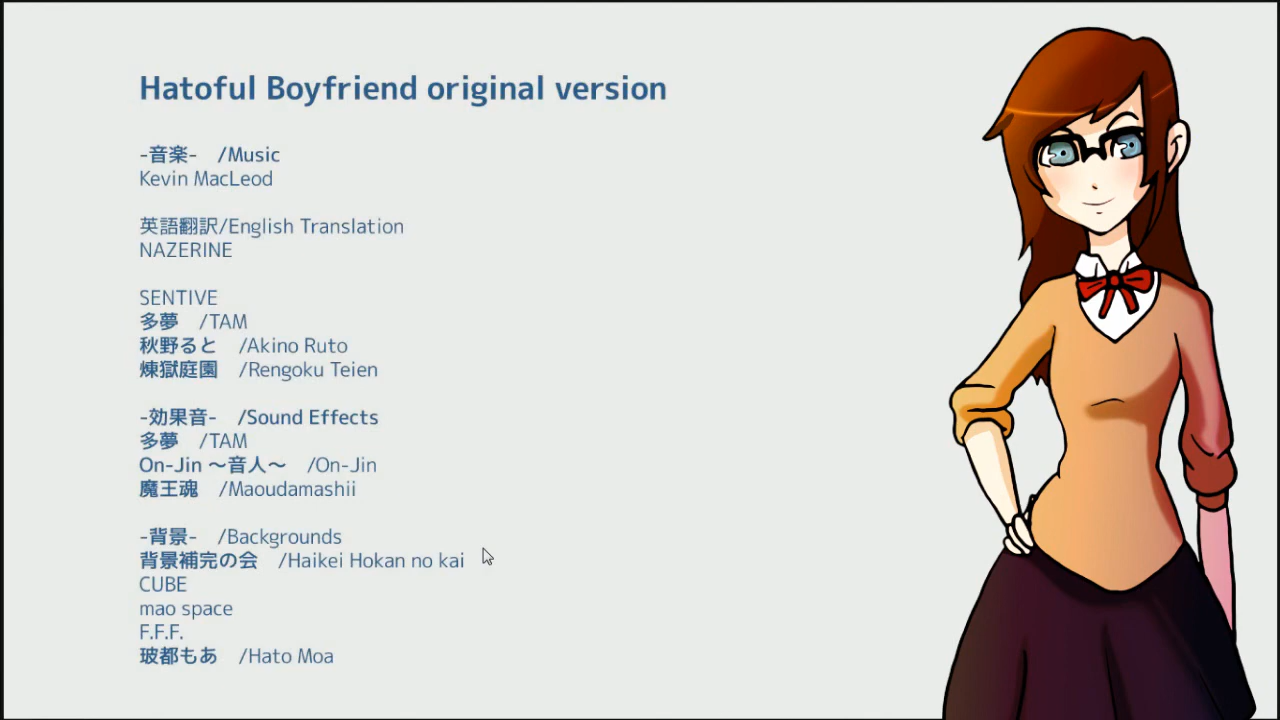 Hatoful Boyfriend original version
-音楽- /Music
Kevin MacLeod
英語翻訳/English Translation
NAZERINE
SENTIVE
多夢 /TAM
秋野ると /Akino Ruto
煉獄庭園 /Rengoku Teien
-効果音- /Sound Effects
多夢 /TAM
On-Jin ～音人～ /On-Jin
魔王魂 /Maoudamashii
-背景- /Backgrounds
背景補完の会 /Haikei Hokan no kai
CUBE
mao space
F.F.F.
玻都もあ /Hato Moa